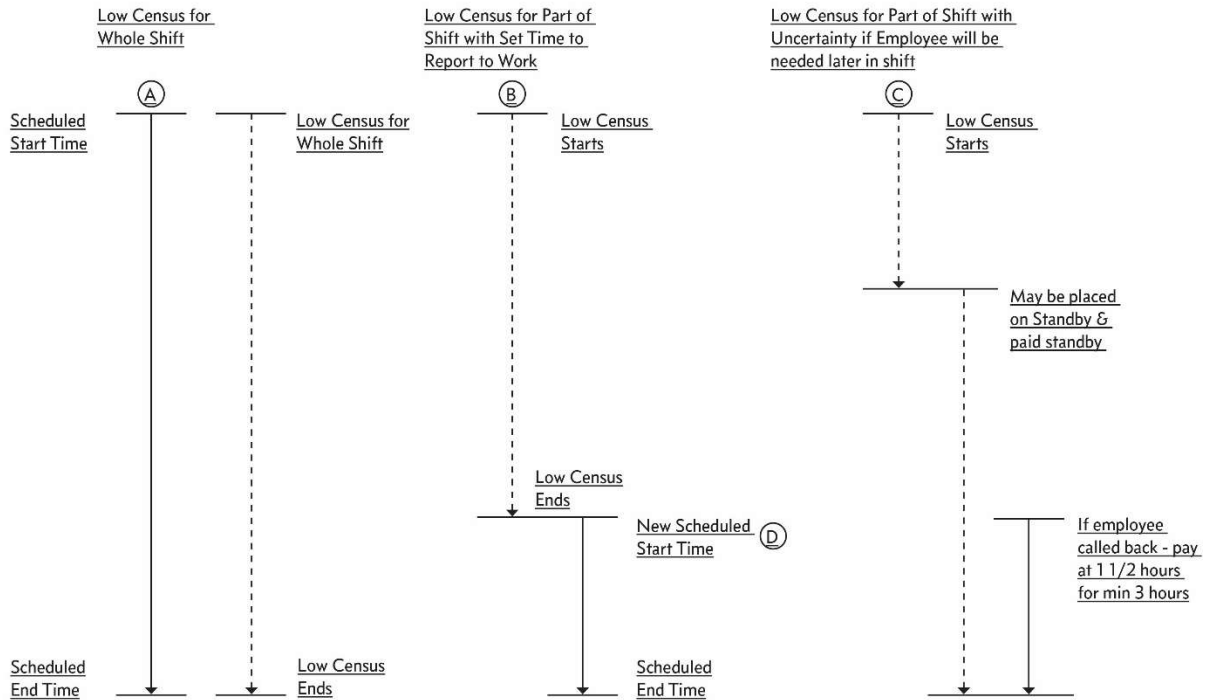 Low Census for
Whole Shift
Low Census for Part of
Shift with Set Time to
Report to Work
Low Census for Part of Shift with
Uncertainty if Employee will be
needed later in shift
A
B
C
Scheduled
Start Time
Low Census for
Whole Shift
Low Census
Starts
Low Census
Starts
May be placed
on Standby &
paid standby
Low Census
Ends
New Scheduled
Start Time
D
If employee
called back - pay
at 1 1/2 hours
for min 3 hours
Scheduled
End Time
Low Census
Ends
Scheduled
End Time